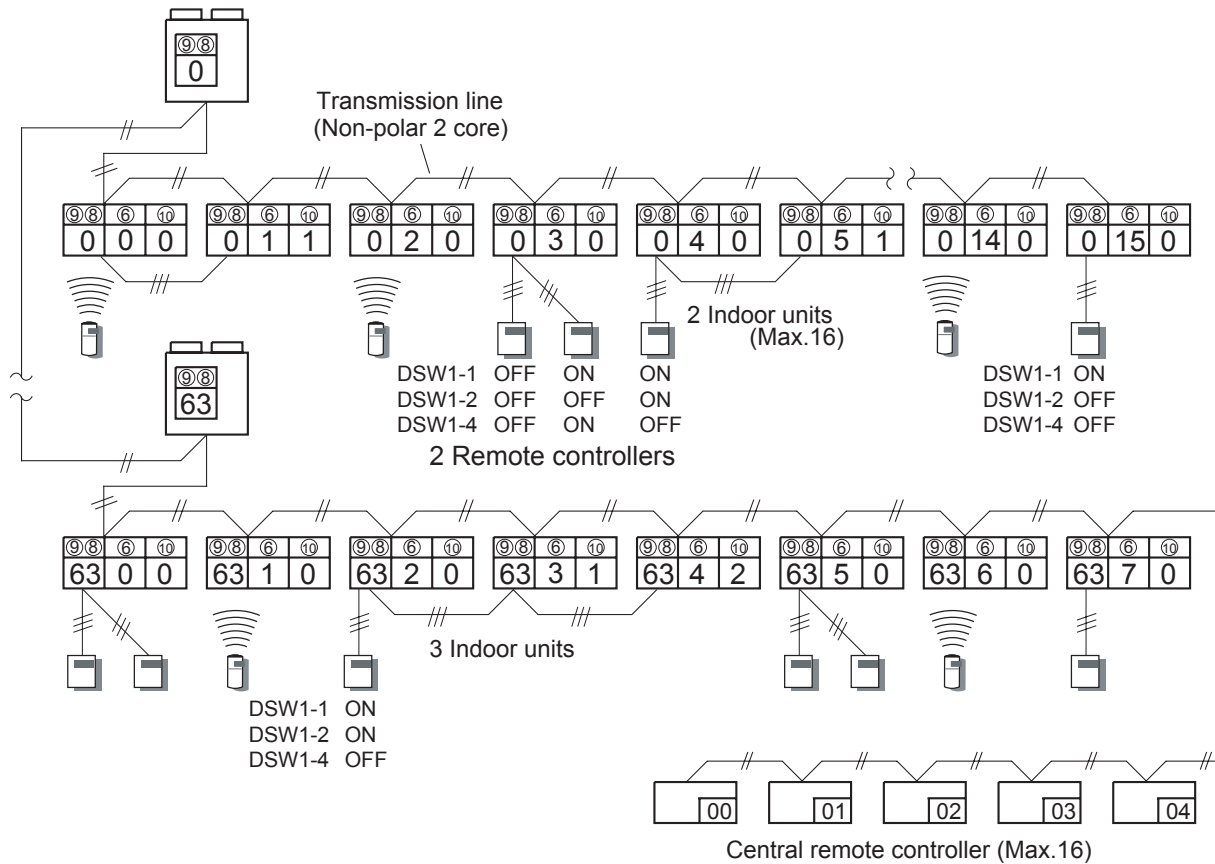 ⑨⑧
0
Transmission line
(Non-polar 2 core)
⑨⑧ ⑥ ⑩ ⑨⑧ ⑥ ⑩ ⑨⑧ ⑥ ⑩ ⑨⑧ ⑥ ⑩ ⑨⑧ ⑥ ⑩ ⑨⑧ ⑥ ⑩ ⑨⑧ ⑥ ⑩ ⑨⑧ ⑥ ⑩
0 0 0 0 1 1 0 2 0 0 3 0 0 4 0 0 5 1 0 14 0 0 15 0
2 Indoor units
(Max.16)
DSW1-1 OFF ON ON DSW1-1 ON
DSW1-2 OFF OFF ON DSW1-2 OFF
DSW1-4 OFF ON OFF DSW1-4 OFF
2 Remote controllers
⑨⑧
63
⑨⑧ ⑥ ⑩ ⑨⑧ ⑥ ⑩ ⑨⑧ ⑥ ⑩ ⑨⑧ ⑥ ⑩ ⑨⑧ ⑥ ⑩ ⑨⑧ ⑥ ⑩ ⑨⑧ ⑥ ⑩ ⑨⑧ ⑥ ⑩
63 0 0 63 1 0 63 2 0 63 3 1 63 4 2 63 5 0 63 6 0 63 7 0
3 Indoor units
DSW1-1 ON
DSW1-2 ON
DSW1-4 OFF
00 01 02 03 04
Central remote controller (Max.16)